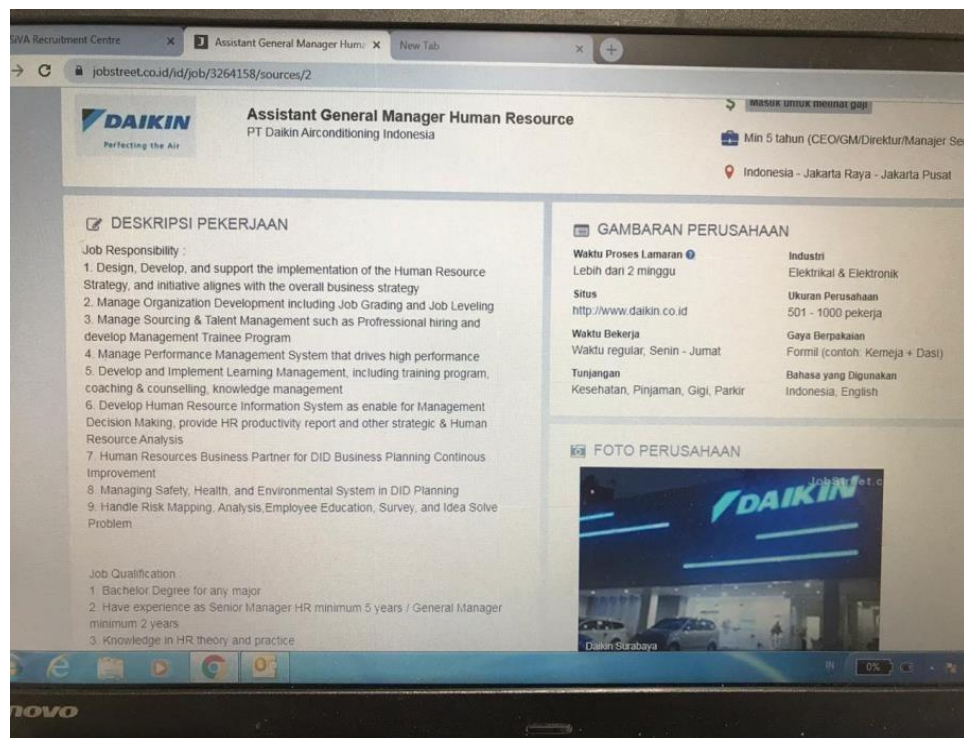 SiVA Recruitment Centre
Assistant General Manager Hum
New Tab
jobstreet.co.id/id/job/3264158/sources/2
DAIKIN
Perfecting the Air
Assistant General Manager Human Resource
PT Daikin Airconditioning Indonesia
Masuk untuk melihat gaji
Min 5 tahun (CEO/GM/Direktur/Manajer Se
Indonesia - Jakarta Raya - Jakarta Pusat
DESKRIPSI PEKERJAAN
Job Responsibility :
1. Design, Develop, and support the implementation of the Human Resource
Strategy, and initiative alignes with the overall business strategy
2. Manage Organization Development including Job Grading and Job Leveling
3. Manage Sourcing & Talent Management such as Profressional hiring and
develop Management Trainee Program
4. Manage Performance Management System that drives high performance
5. Develop and Implement Learning Management, including training program,
coaching & counselling, knowledge management
6. Develop Human Resource Information System as enable for Management
Decision Making, provide HR productivity report and other strategic & Human
Resource Analysis
7. Human Resources Business Partner for DID Business Planning Continous
Improvement
8. Managing Safety, Health, and Environmental System in DID Planning
9. Handle Risk Mapping, Analysis,Employee Education, Survey, and Idea Solve
Problem
Job Qualification :
1. Bachelor Degree for any major
2. Have experience as Senior Manager HR minimum 5 years / General Manager
minimum 2 years
3. Knowledge in HR theory and practice
GAMBARAN PERUSAHAAN
Waktu Proses Lamaran
Lebih dari 2 minggu
Situs
http://www.daikin.co.id
Waktu Bekerja
Waktu regular, Senin - Jumat
Tunjangan
Kesehatan, Pinjaman, Gigi, Parkir
Industri
Elektrikal & Elektronik
Ukuran Perusahaan
501 - 1000 pekerja
Gaya Berpakaian
Formil (contoh: Kemeja + Dasi)
Bahasa yang Digunakan
Indonesia, English
FOTO PERUSAHAAN
JobStreet.c
DAIKIN
Daikin Surabaya
IN
0%
novo